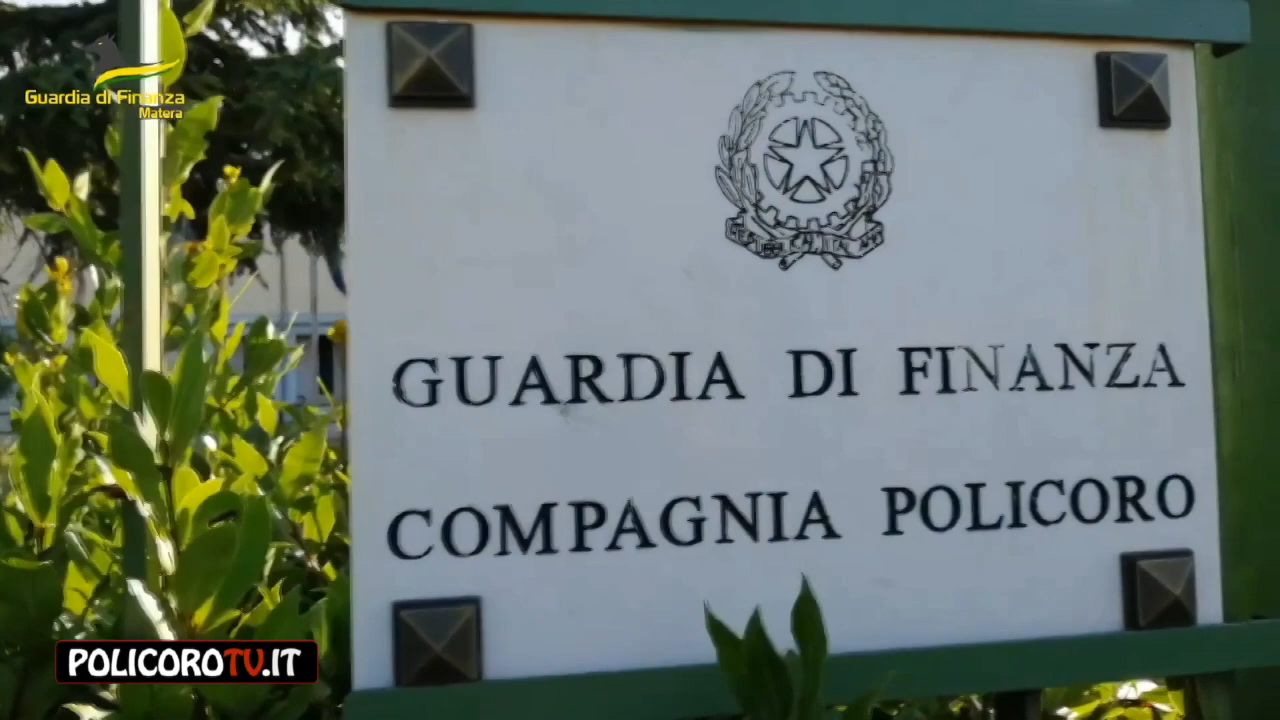 Guardia di Finanza
Matera
GUARDIA DI FINANZA
COMPAGNIA POLICORO
POLICOROTV.IT